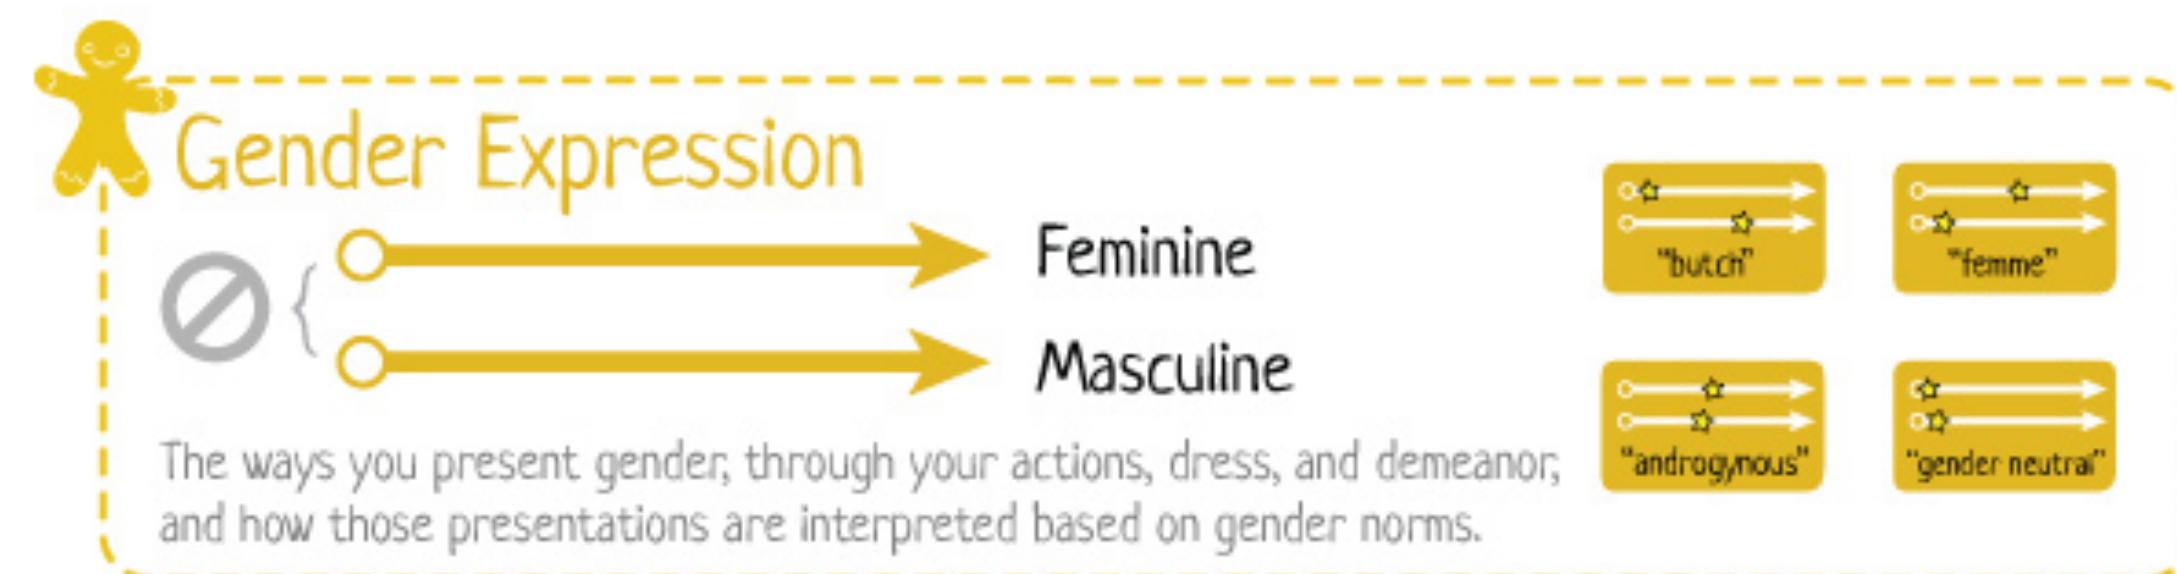 Gender Expression
Feminine
Masculine
The ways you present gender, through your actions, dress, and demeanor,
and how those presentations are interpreted based on gender norms.
"butch"
"femme"
"androgynous"
"gender neutral"